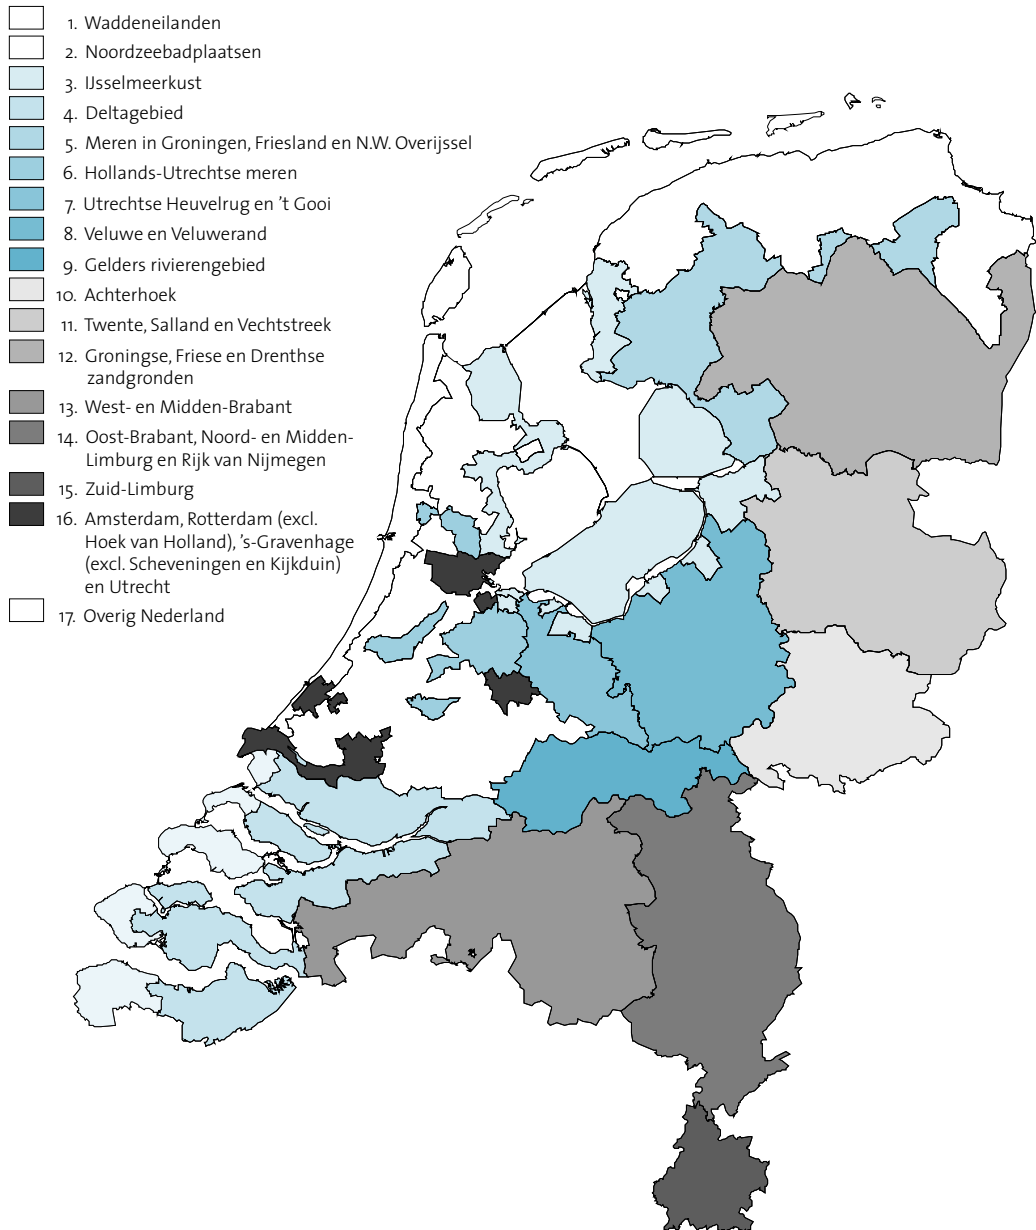 1. Waddeneilanden
2. Noordzeebadplaatsen
3. IJsselmeerkust
4. Deltagebied
5. Meren in Groningen, Friesland en N.W. Overijssel
6. Hollands-Utrechtse meren
7. Utrechtse Heuvelrug en ’t Gooi
8. Veluwe en Veluwerand
9. Gelders rivierengebied
10. Achterhoek
11. Twente, Salland en Vechtstreek
12. Groningse, Friese en Drenthse
zandgronden
13. West- en Midden-Brabant
14. Oost-Brabant, Noord- en Midden-
Limburg en Rijk van Nijmegen
15. Zuid-Limburg
16. Amsterdam, Rotterdam (excl.
Hoek van Holland), ’s-Gravenhage
(excl. Scheveningen en Kijkduin)
en Utrecht
17. Overig Nederland